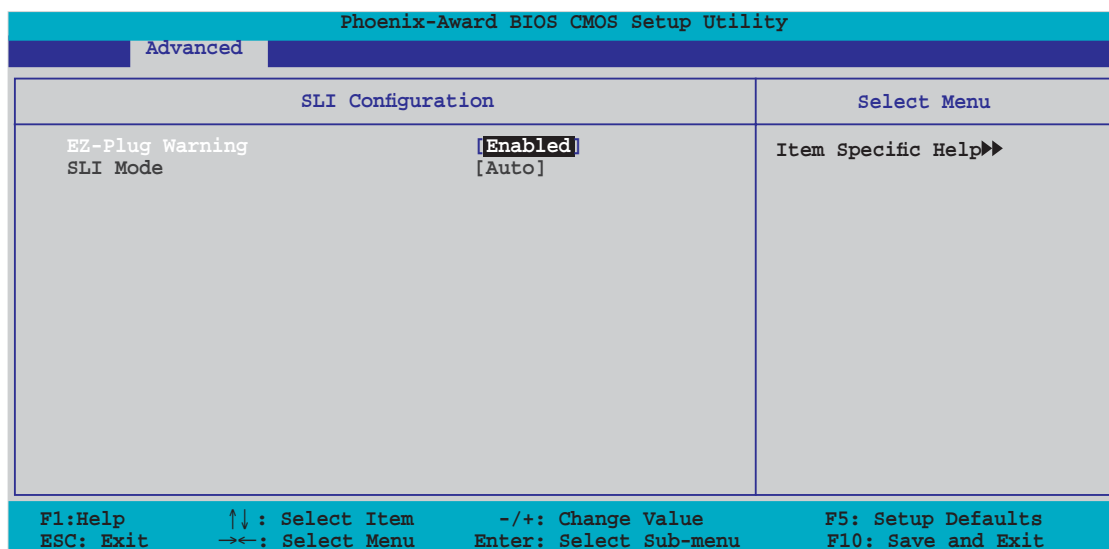 Phoenix-Award BIOS CMOS Setup Utility
Advanced
SLI Configuration
Select Menu
EZ-Plug Warning [Enabled]
SLI Mode [Auto]
Item Specific Help▶▶
F1:Help ↑↓: Select Item -/+: Change Value F5: Setup Defaults
ESC: Exit →←: Select Menu Enter: Select Sub-menu F10: Save and Exit